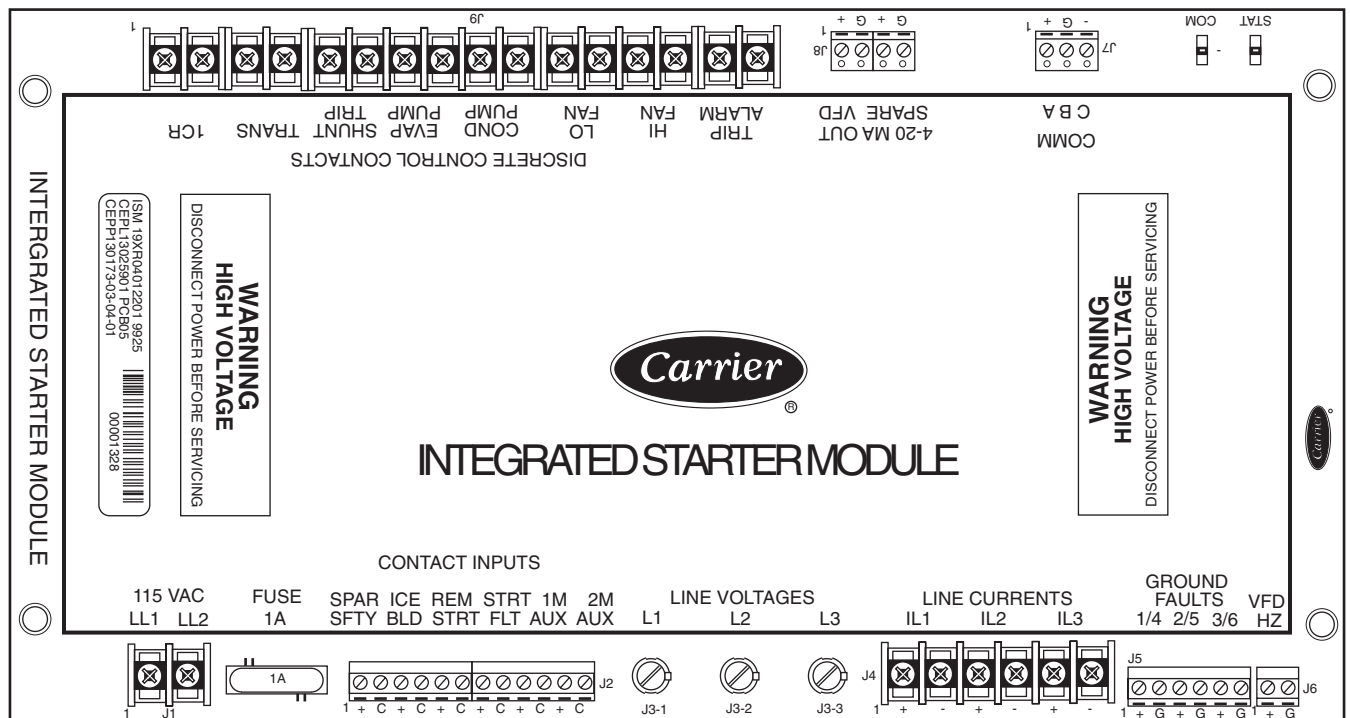 1
J9
J8
1
+ G + G
J7
1
+ G -
COM
-
STAT
1CR
TRANS
SHUNT
TRIP
EVAP
PUMP
COND
PUMP
LO
FAN
HI
FAN
TRIP
ALARM
4-20 MA OUT
SPARE VFD
COMM
C B A
DISCRETE CONTROL CONTACTS
INTERGRATED STARTER MODULE
ISM 19XR04012201 9925
CEPL13025901 PCB05
CEPP130173-03-04-01
00001328
WARNING
HIGH VOLTAGE
DISCONNECT POWER BEFORE SERVICING
Carrier
®
INTEGRATED STARTER MODULE
WARNING
HIGH VOLTAGE
DISCONNECT POWER BEFORE SERVICING
Carrier
CONTACT INPUTS
115 VAC
LL1 LL2
FUSE
1A
SPAR ICE REM STRT 1M 2M
SFTY BLD STRT FLT AUX AUX
LINE VOLTAGES
L1 L2 L3
LINE CURRENTS
IL1 IL2 IL3
GROUND
FAULTS
1/4 2/5 3/6
VFD
HZ
1 J1
1A
J2
1 + C + C + C + C + C + C
J3-1 J3-2 J3-3
J4
1 + - + - + -
J5
1 + G + G + G
J6
1 + G